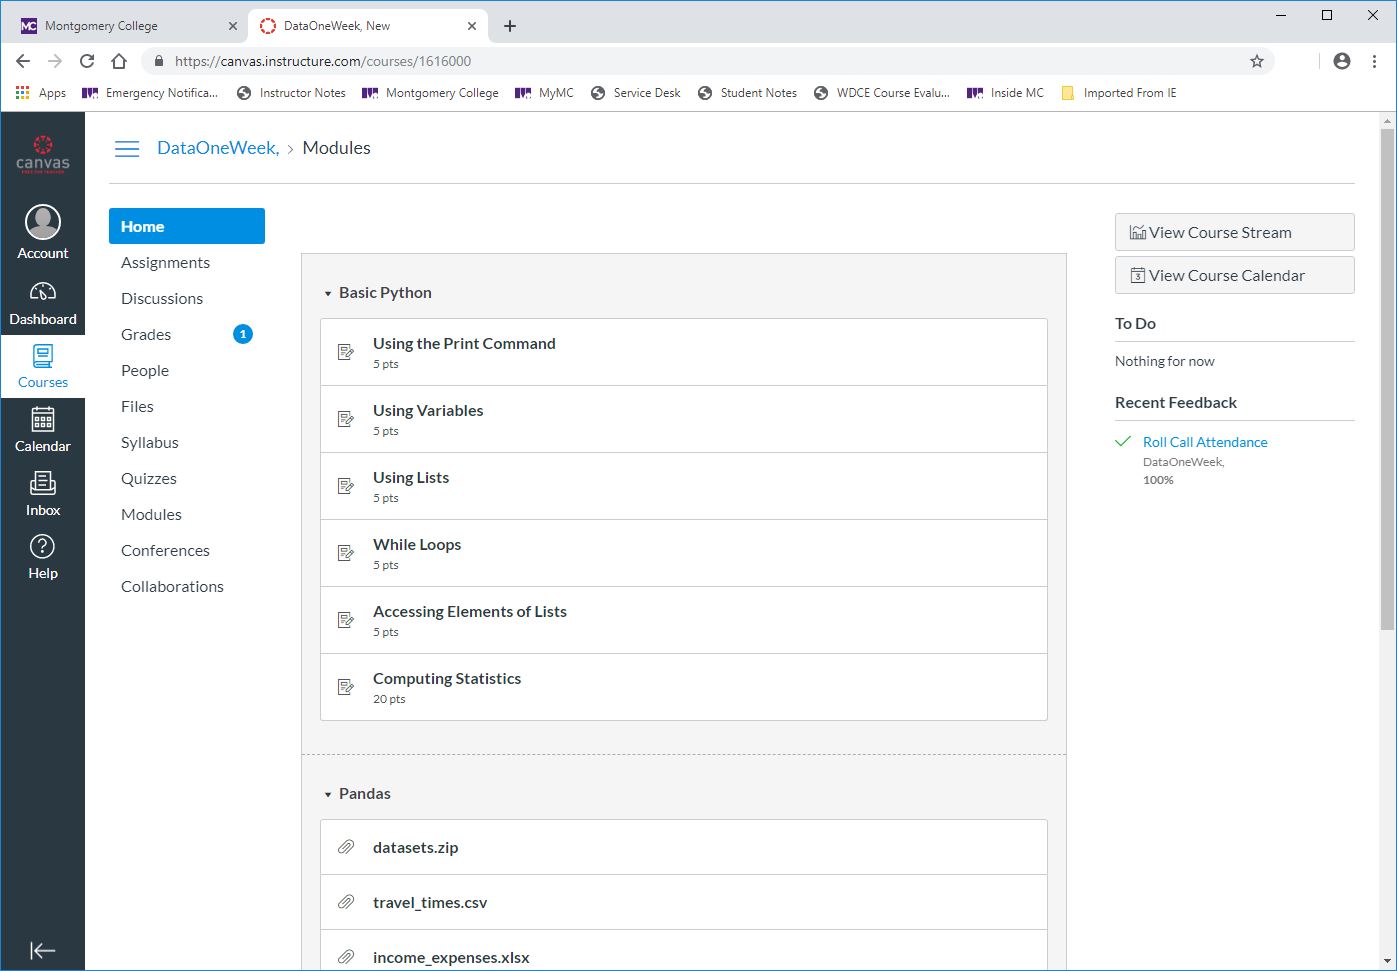 MC Montgomery College
DataOneWeek, New
https://canvas.instructure.com/courses/1616000
Apps
Emergency Notifica...
Instructor Notes
Montgomery College
MyMC
Service Desk
Student Notes
WDCE Course Evalu...
Inside MC
Imported From IE
canvas
DataOneWeek, > Modules
Account
Dashboard
Courses
Calendar
Inbox
Help
Home
Assignments
Discussions
Grades 1
People
Files
Syllabus
Quizzes
Modules
Conferences
Collaborations
Basic Python
Using the Print Command
5 pts
Using Variables
5 pts
Using Lists
5 pts
While Loops
5 pts
Accessing Elements of Lists
5 pts
Computing Statistics
20 pts
Pandas
datasets.zip
travel_times.csv
income_expenses.xlsx
View Course Stream
3 View Course Calendar
To Do
Nothing for now
Recent Feedback
Roll Call Attendance
DataOneWeek,
100%